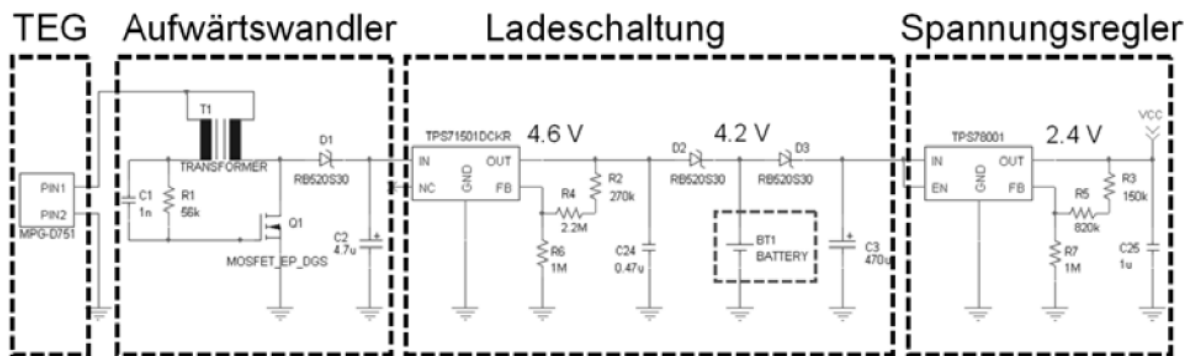 TEG
Aufwärtswandler
Ladeschaltung
Spannungsregler
PIN1
PIN2
MPG-D751
T1
TRANSFORMER
C1
1n
R1
56k
Q1
MOSFET_EP_DGS
D1
RB520S30
C2
4.7u
TPS71501DCKR
IN
OUT
NC
FB
GND
4.6 V
R4
2.2M
R2
270k
R6
1M
C24
0.47u
D2
RB520S30
4.2 V
D3
RB520S30
BT1
BATTERY
C3
470u
TPS78001
IN
OUT
EN
FB
GND
2.4 V
VCC
R5
820k
R3
150k
R7
1M
C25
1u